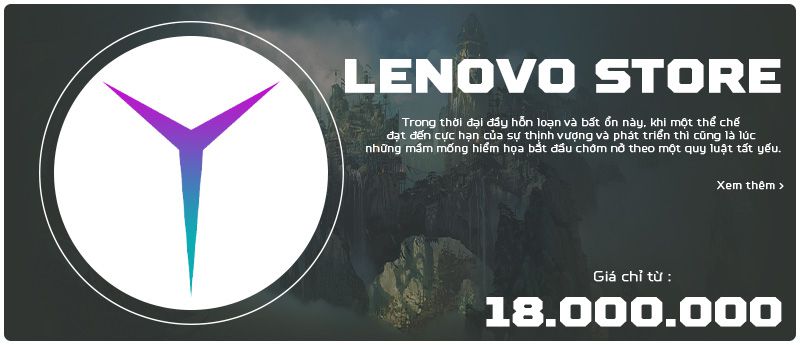 LENOVO STORE
Trong thời đại đầy hỗn loạn và bất ổn này, khi một thể chế
đạt đến cực hạn của sự thịnh vượng và phát triển thì cũng là lúc
những mầm mống hiểm họa bắt đầu chớm nở theo một quy luật tất yếu.
Xem thêm >
Giá chỉ từ :
18.000.000